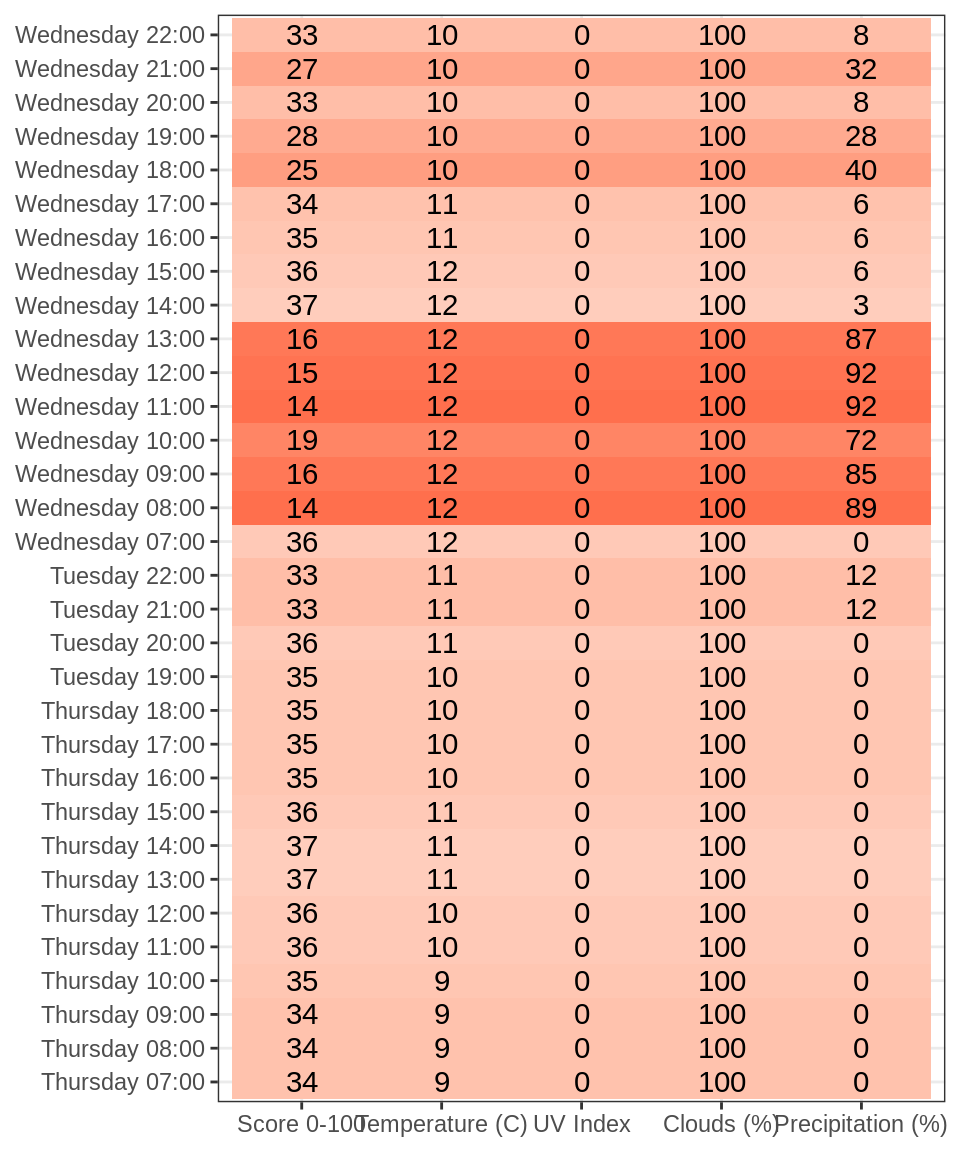 Wednesday 22:00 33 10 0 100 8
Wednesday 21:00 27 10 0 100 32
Wednesday 20:00 33 10 0 100 8
Wednesday 19:00 28 10 0 100 28
Wednesday 18:00 25 10 0 100 40
Wednesday 17:00 34 11 0 100 6
Wednesday 16:00 35 11 0 100 6
Wednesday 15:00 36 12 0 100 6
Wednesday 14:00 37 12 0 100 3
Wednesday 13:00 16 12 0 100 87
Wednesday 12:00 15 12 0 100 92
Wednesday 11:00 14 12 0 100 92
Wednesday 10:00 19 12 0 100 72
Wednesday 09:00 16 12 0 100 85
Wednesday 08:00 14 12 0 100 89
Wednesday 07:00 36 12 0 100 0
Tuesday 22:00 33 11 0 100 12
Tuesday 21:00 33 11 0 100 12
Tuesday 20:00 36 11 0 100 0
Tuesday 19:00 35 10 0 100 0
Thursday 18:00 35 10 0 100 0
Thursday 17:00 35 10 0 100 0
Thursday 16:00 35 10 0 100 0
Thursday 15:00 36 11 0 100 0
Thursday 14:00 37 11 0 100 0
Thursday 13:00 37 11 0 100 0
Thursday 12:00 36 10 0 100 0
Thursday 11:00 36 10 0 100 0
Thursday 10:00 35 9 0 100 0
Thursday 09:00 34 9 0 100 0
Thursday 08:00 34 9 0 100 0
Thursday 07:00 34 9 0 100 0
Score 0-100 Temperature (C) UV Index Clouds (%) Precipitation (%)